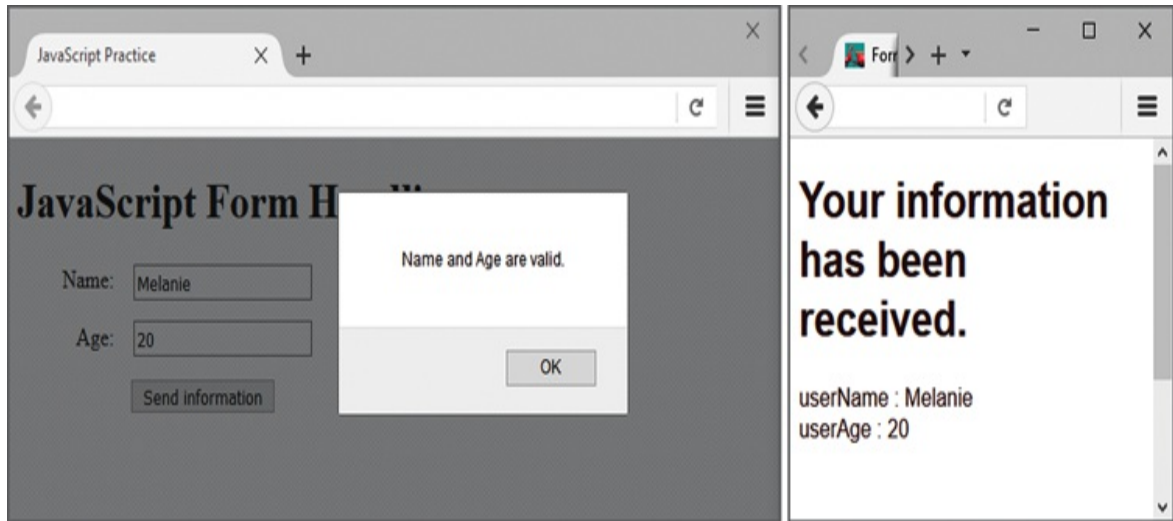 JavaScript Practice
JavaScript Form H
Name: Melanie
Age: 20
Send information
Name and Age are valid.
OK
Forr
Your information
has been
received.
userName : Melanie
userAge : 20